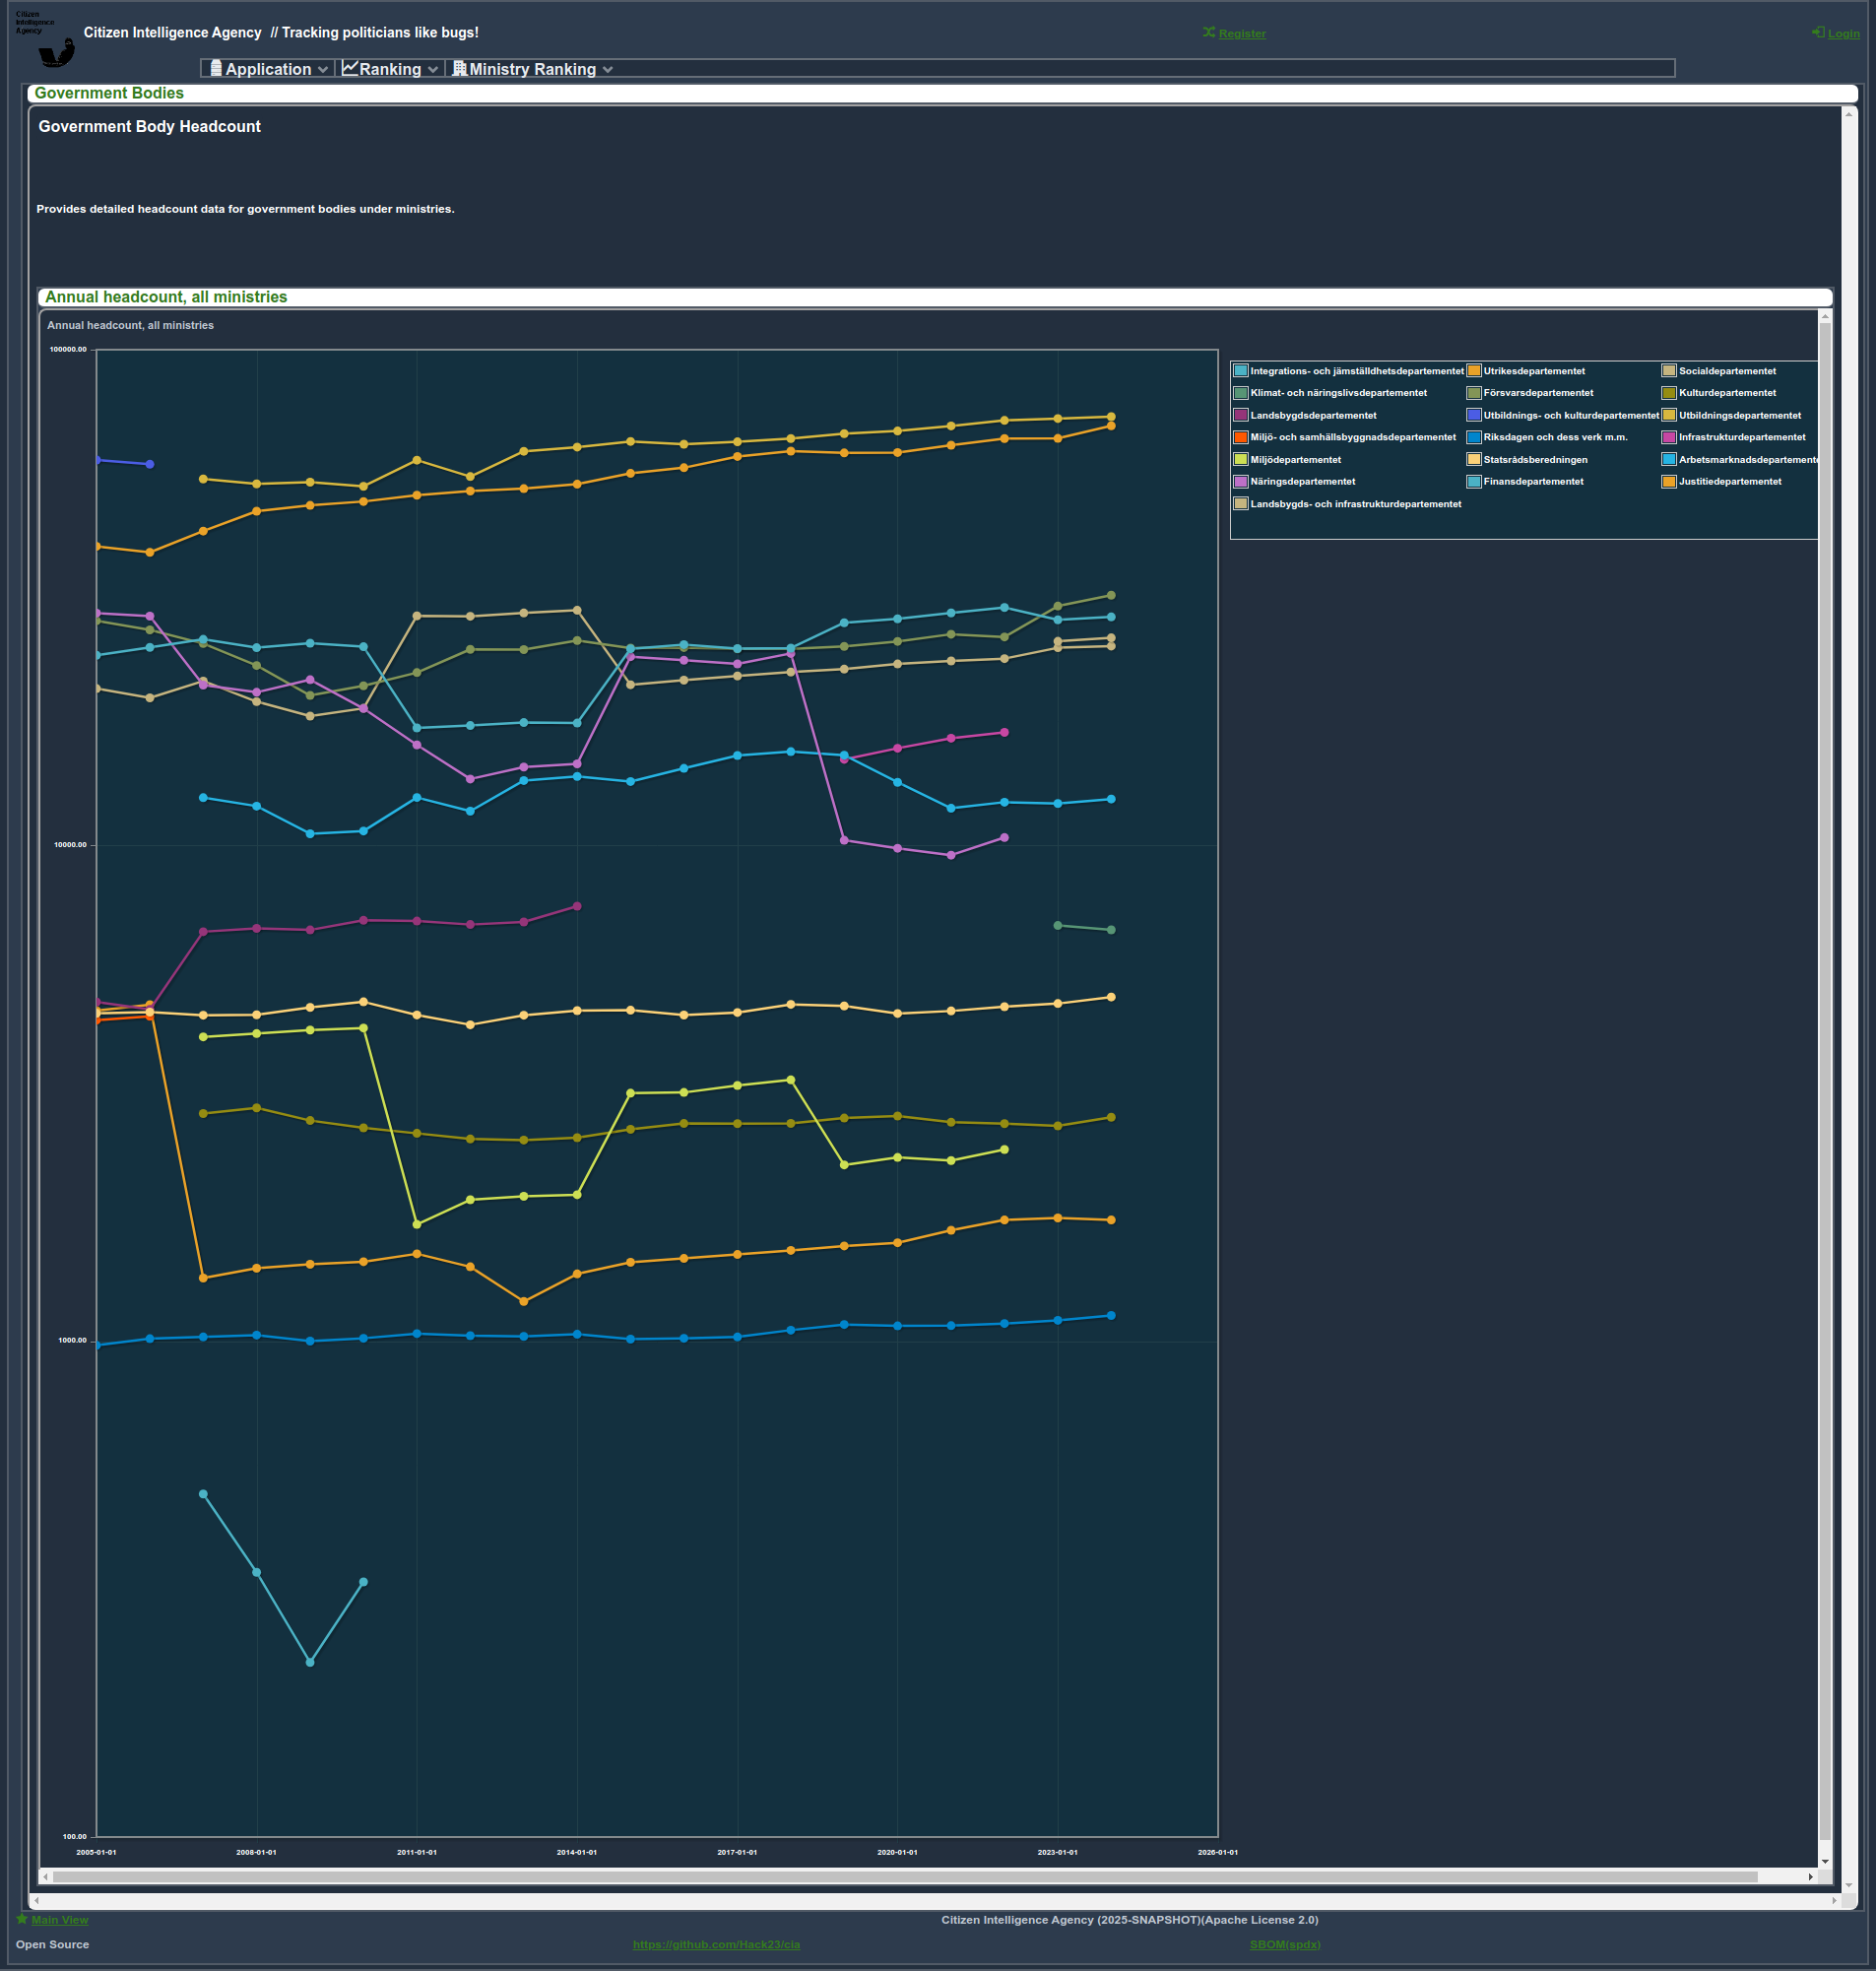 Citizen
Intelligence
Agency
Citizen Intelligence Agency // Tracking politicians like bugs!
Register
Login
Application
Ranking
Ministry Ranking
Government Bodies
Government Body Headcount
Provides detailed headcount data for government bodies under ministries.
Annual headcount, all ministries
Annual headcount, all ministries
100000.00
10000.00
1000.00
100.00
2005-01-01 2008-01-01 2011-01-01 2014-01-01 2017-01-01 2020-01-01 2023-01-01 2026-01-01
Integrations- och jämställdhetsdepartementet Utrikesdepartementet Socialdepartementet
Klimat- och näringslivsdepartementet Försvarsdepartementet Kulturdepartementet
Landsbygdsdepartementet Utbildnings- och kulturdepartementet Utbildningsdepartementet
Miljö- och samhällsbyggnadsdepartementet Riksdagen och dess verk m.m. Infrastrukturdepartementet
Miljödepartementet Statsrådsberedningen Arbetsmarknadsdepartemente
Näringsdepartementet Finansdepartementet Justitiedepartementet
Landsbygds- och infrastrukturdepartementet
Main View
Citizen Intelligence Agency (2025-SNAPSHOT)(Apache License 2.0)
Open Source
https://github.com/Hack23/cia
SBOM(spdx)